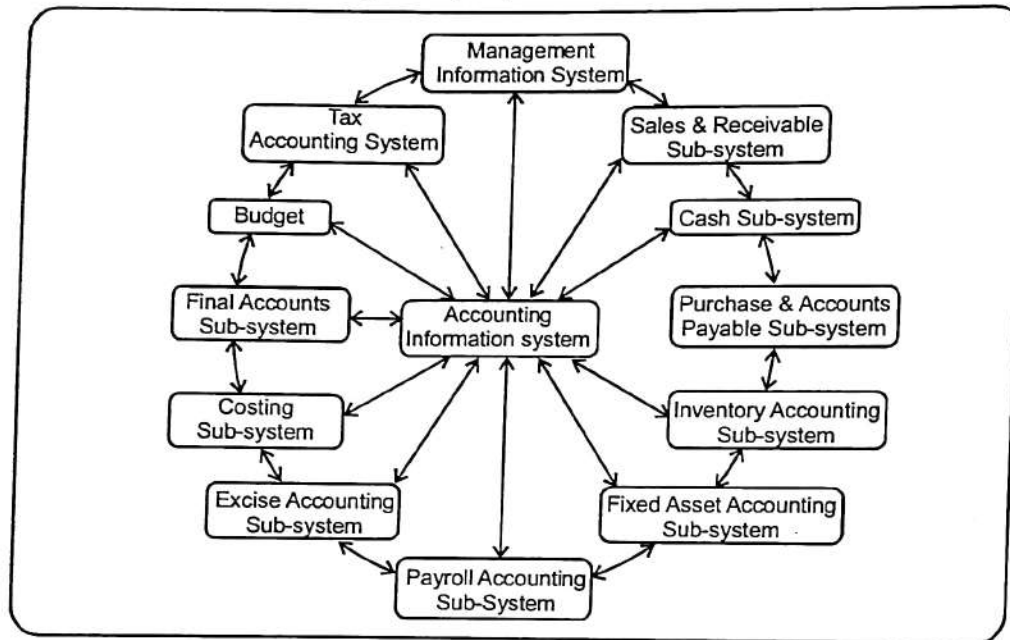 Management
Information System
Tax
Accounting System
Sales & Receivable
Sub-system
Budget
Cash Sub-system
Final Accounts
Sub-system
Accounting
Information system
Purchase & Accounts
Payable Sub-system
Costing
Sub-system
Inventory Accounting
Sub-system
Excise Accounting
Sub-system
Fixed Asset Accounting
Sub-system
Payroll Accounting
Sub-System